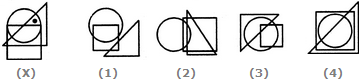 (X) (1) (2) (3) (4)